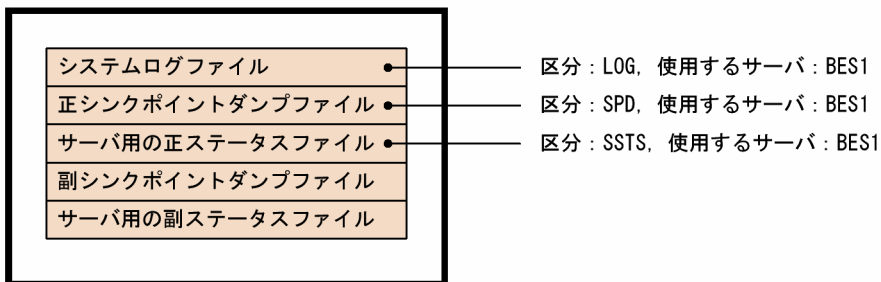 システムログファイル 区分：LOG，使用するサーバ：BES1
正シンクポイントダンプファイル 区分：SPD，使用するサーバ：BES1
サーバ用の正ステータスファイル 区分：SSTS，使用するサーバ：BES1
副シンクポイントダンプファイル
サーバ用の副ステータスファイル